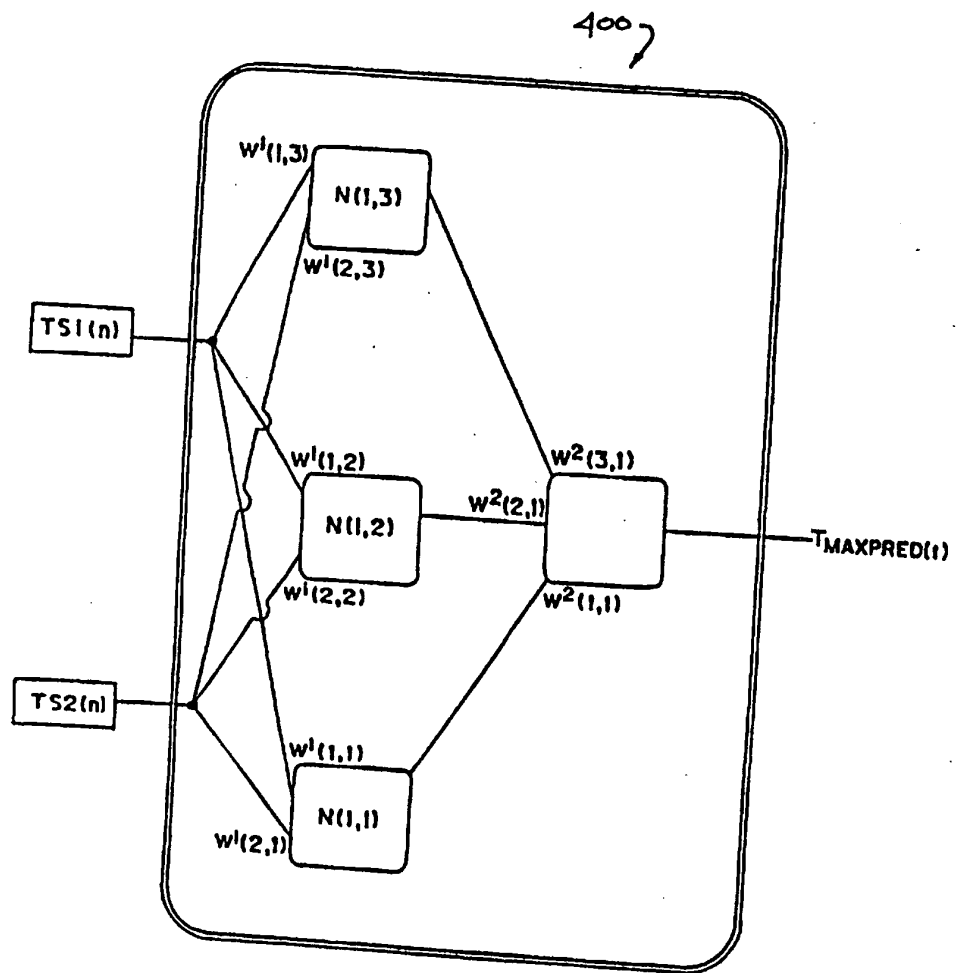 400
W¹(1,3)
N(1,3)
W¹(2,3)
TS1(n)
W¹(1,2)
N(1,2)
W¹(2,2)
W²(3,1)
W²(2,1)
W²(1,1)
TMAXPRED(t)
TS2(n)
W¹(1,1)
N(1,1)
W¹(2,1)